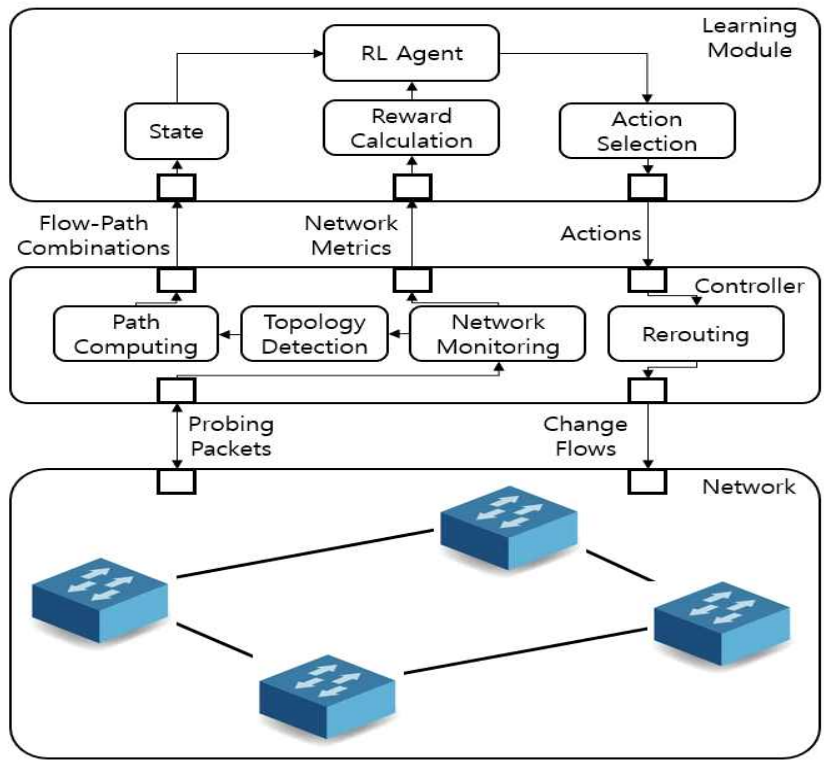 Learning
Module
RL Agent
State
Reward
Calculation
Action
Selection
Flow-Path
Combinations
Network
Metrics
Actions
Controller
Path
Computing
Topology
Detection
Network
Monitoring
Rerouting
Probing
Packets
Change
Flows
Network